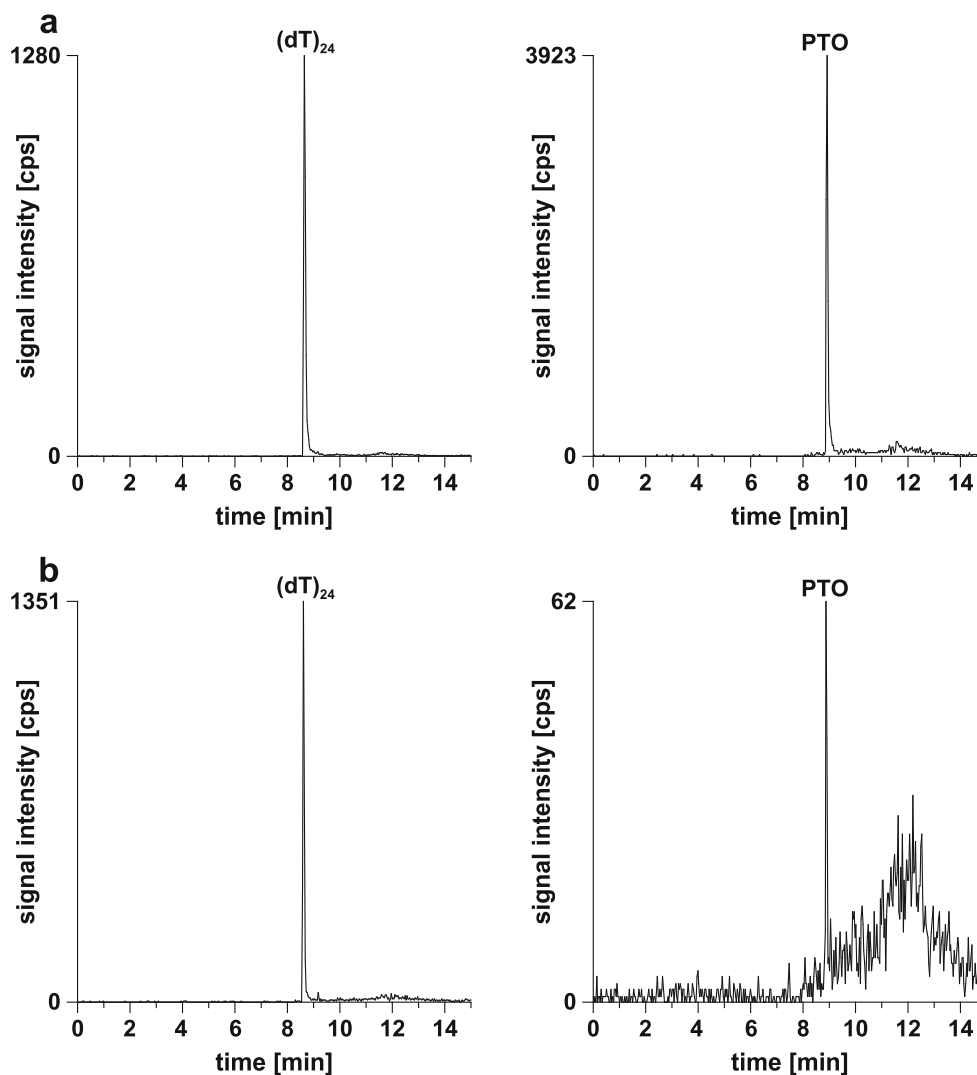 a
(dT)24 PTO
1280 3923
signal intensity [cps] signal intensity [cps]
0 0
0 2 4 6 8 10 12 14 0 2 4 6 8 10 12 14
time [min] time [min]
b
(dT)24 PTO
1351 62
signal intensity [cps] signal intensity [cps]
0 0
0 2 4 6 8 10 12 14 0 2 4 6 8 10 12 14
time [min] time [min]